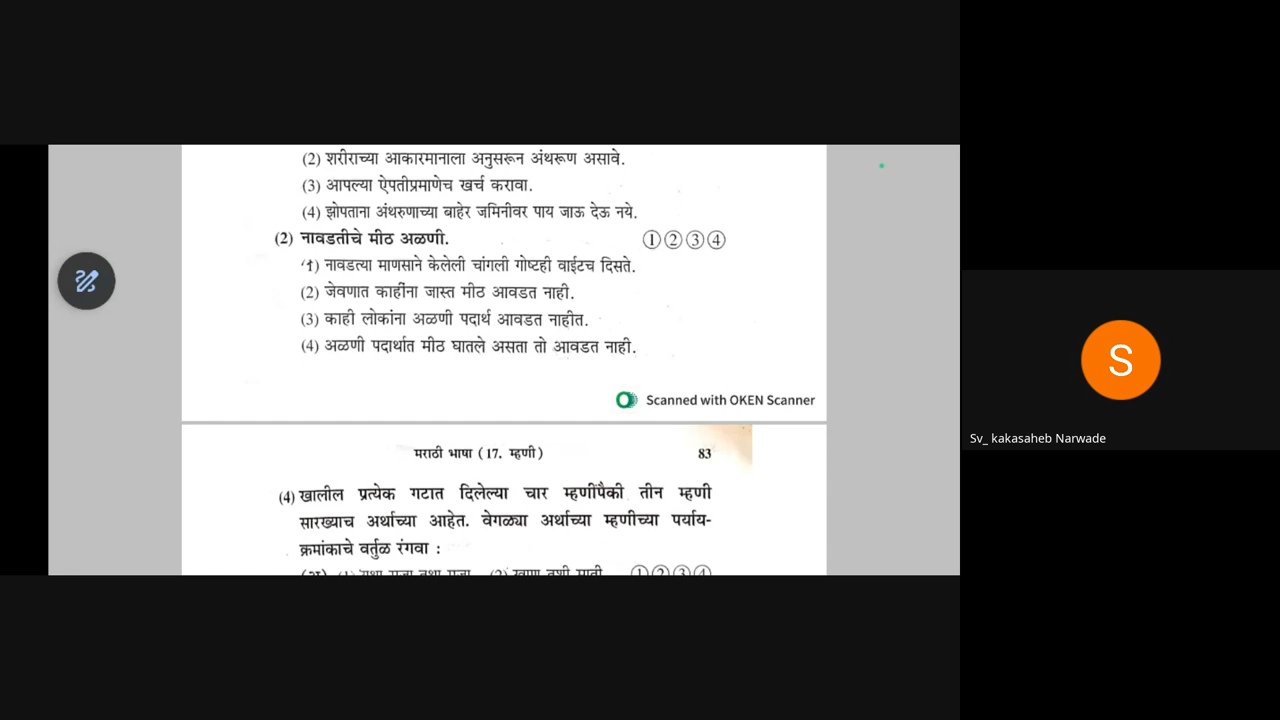 (2) शरीराच्या आकारमानाला अनुसरून अंथरूण असावे.
(3) आपल्या ऐपतीप्रमाणेच खर्च करावा.
(4) झोपताना अंथरुणाच्या बाहेर जमिनीवर पाय जाऊ देऊ नये.
(2) नावडतीचे मीठ अळणी. ①②③④
(1) नावडत्या माणसाने केलेली चांगली गोष्टही वाईटच दिसते.
(2) जेवणात काहींना जास्त मीठ आवडत नाही.
(3) काही लोकांना अळणी पदार्थ आवडत नाहीत.
(4) अळणी पदार्थात मीठ घातले असता तो आवडत नाही.
Scanned with OKEN Scanner
मराठी भाषा (17. म्हणी) 83
(4) खालील प्रत्येक गटात दिलेल्या चार म्हणींपैकी तीन म्हणी
सारख्याच अर्थाच्या आहेत. वेगळ्या अर्थाच्या म्हणीच्या पर्याय-
क्रमांकाचे वर्तुळ रंगवा :
S
Sv_ kakasaheb Narwade